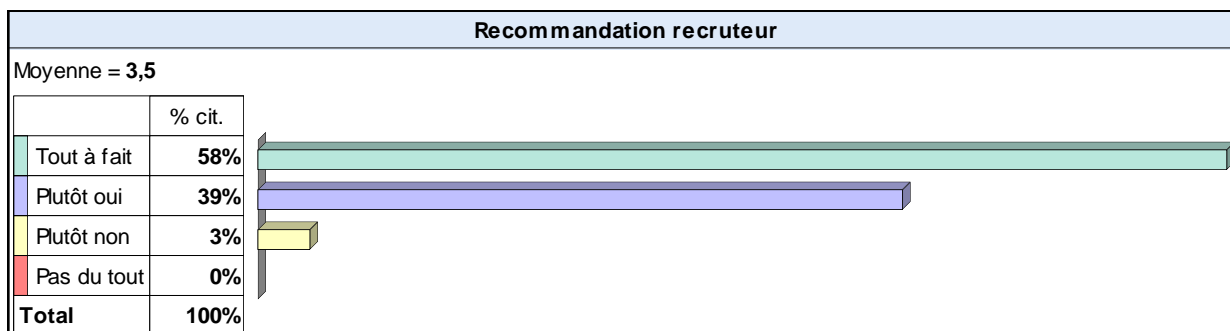 Recommandation recruteur
Moyenne = 3,5
% cit.
Tout à fait 58%
Plutôt oui 39%
Plutôt non 3%
Pas du tout 0%
Total 100%